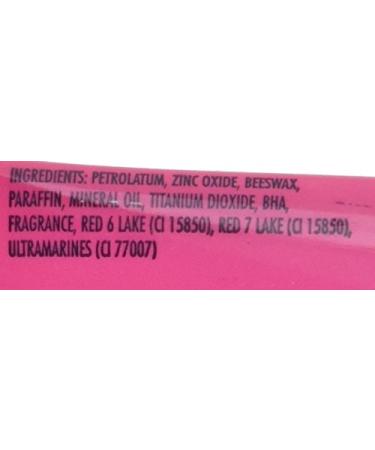 INGREDIENTS: PETROLATUM, ZINC OXIDE, BEESWAX,
PARAFFIN, MINERAL OIL, TITANIUM DIOXIDE, BHA,
FRAGRANCE, RED 6 LAKE (CI 15850), RED 7 LAKE (CI 15850),
ULTRAMARINES (CI 77007)